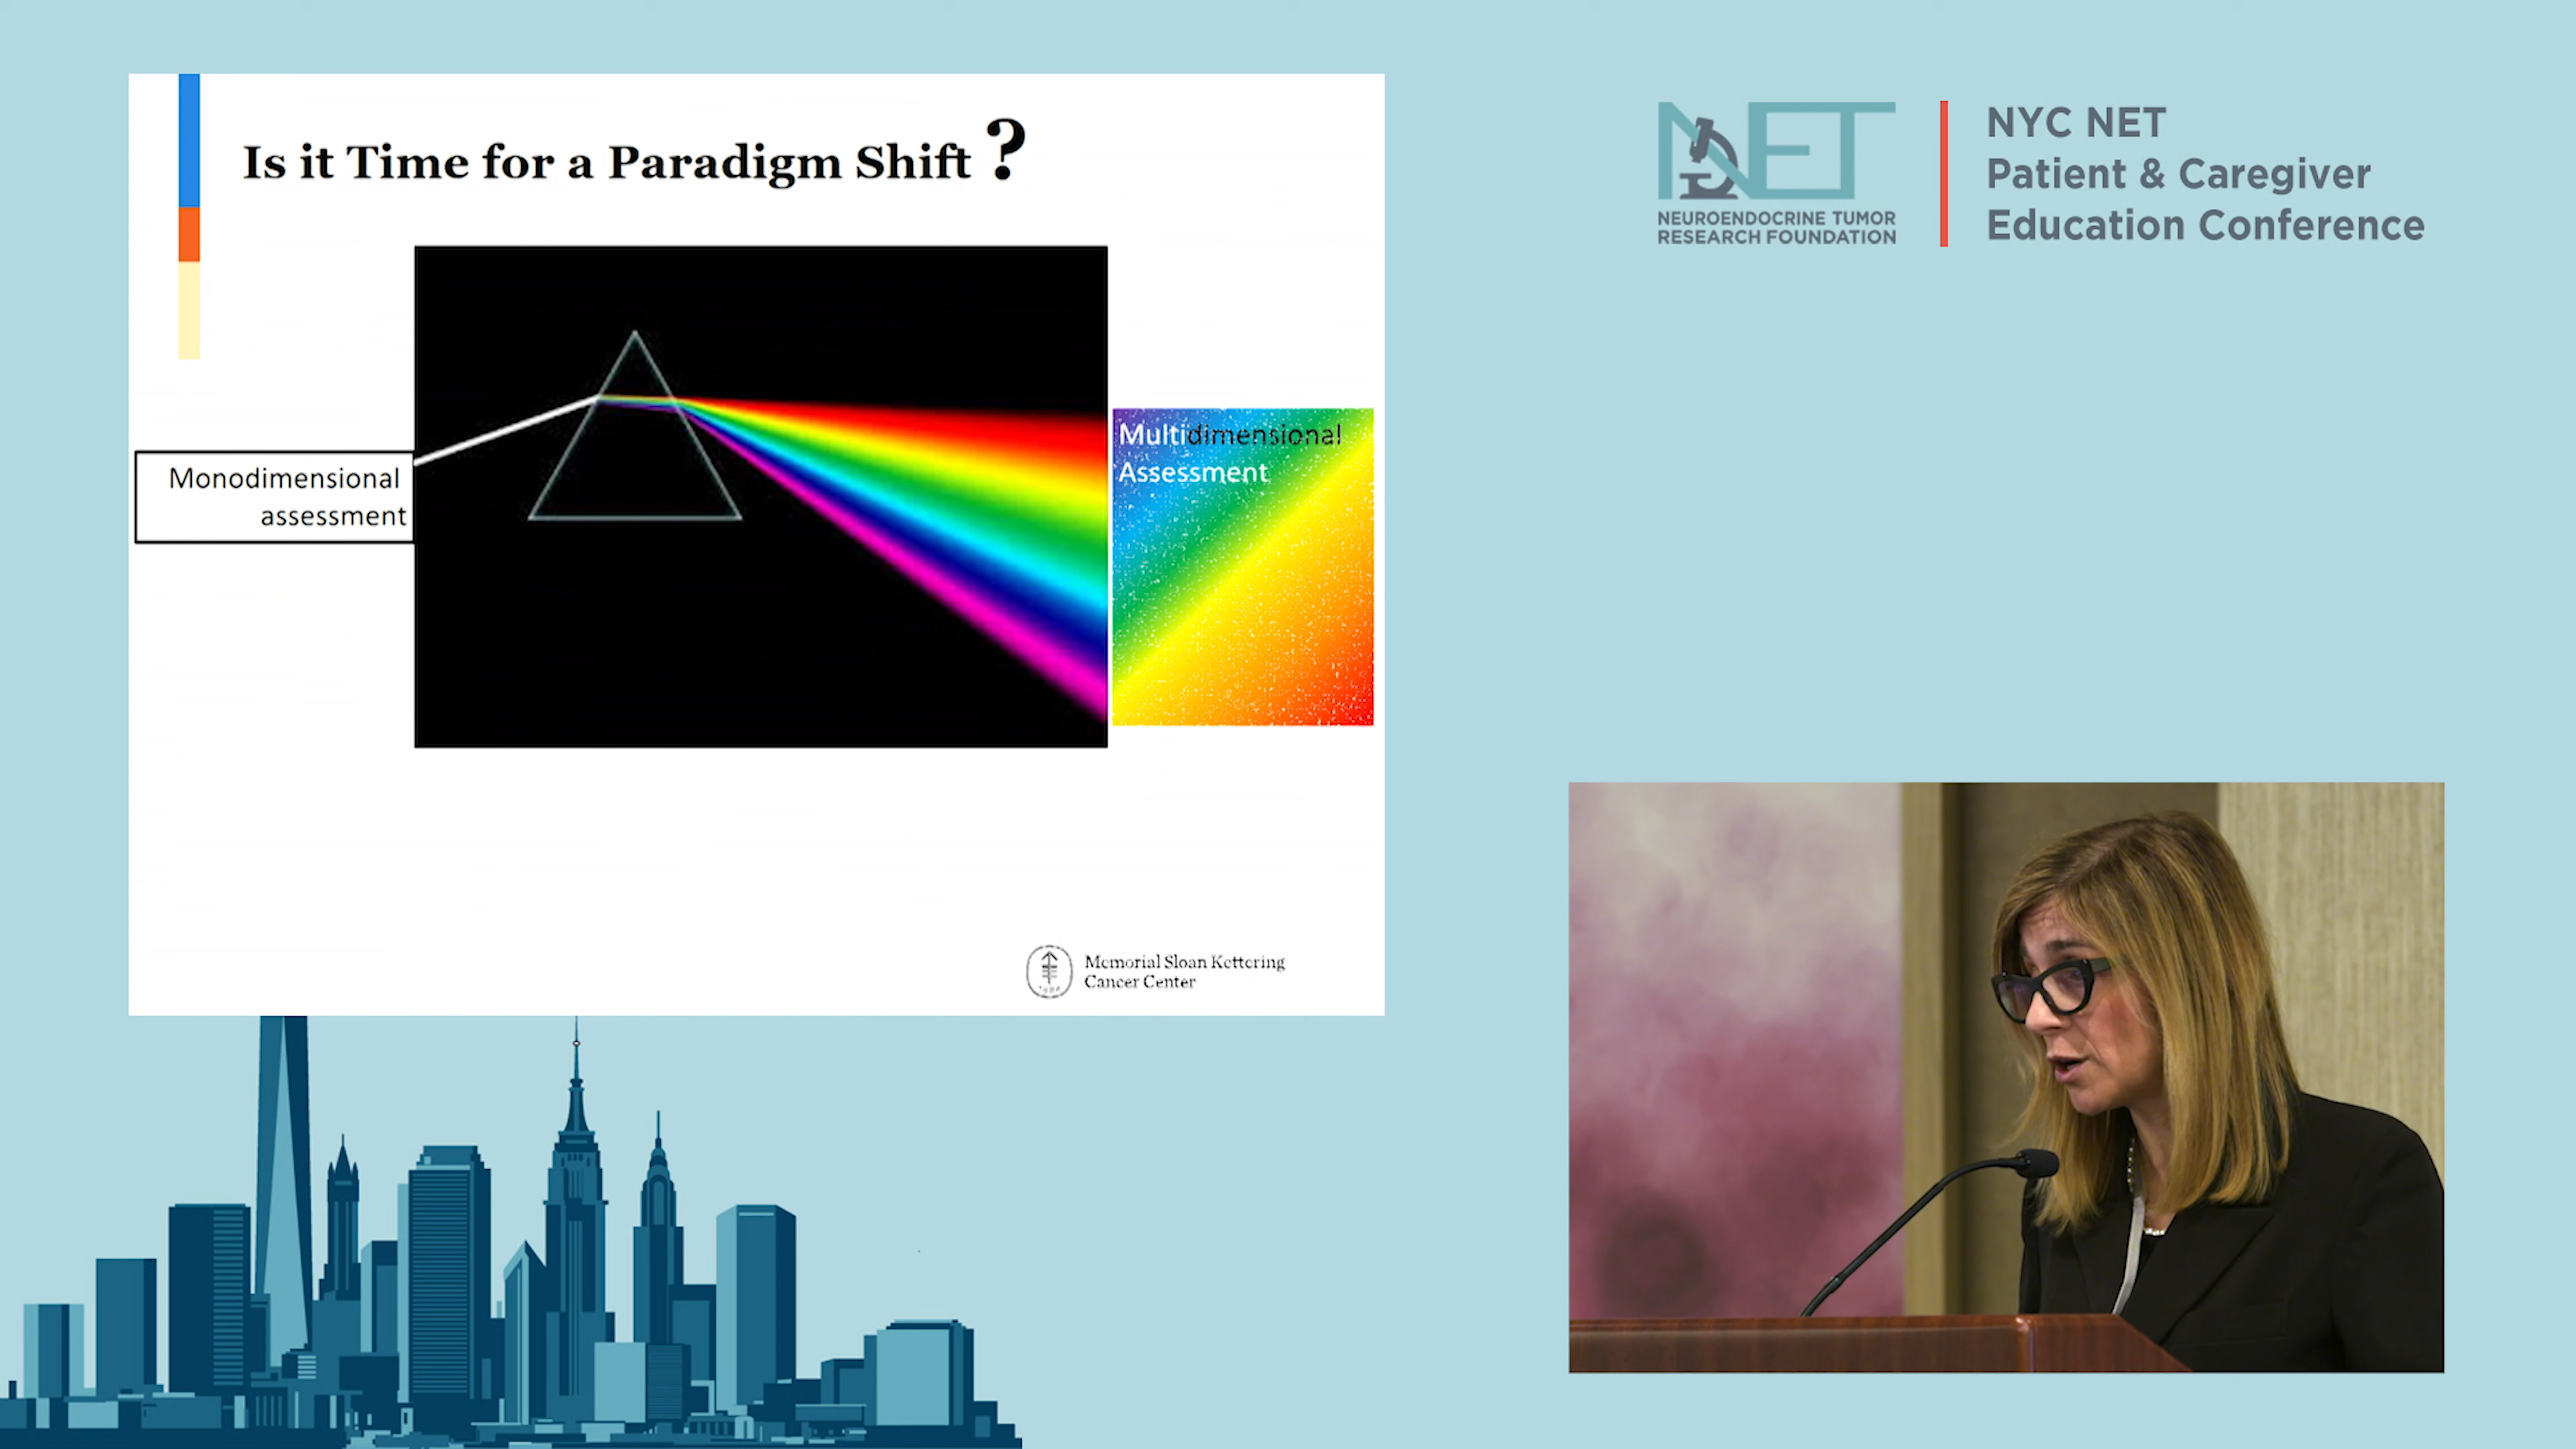 Is it Time for a Paradigm Shift ?
Monodimensional
assessment
Multidimensional
Assessment
Memorial Sloan Kettering
Cancer Center
NET
NEUROENDOCRINE TUMOR
RESEARCH FOUNDATION
NYC NET
Patient & Caregiver
Education Conference